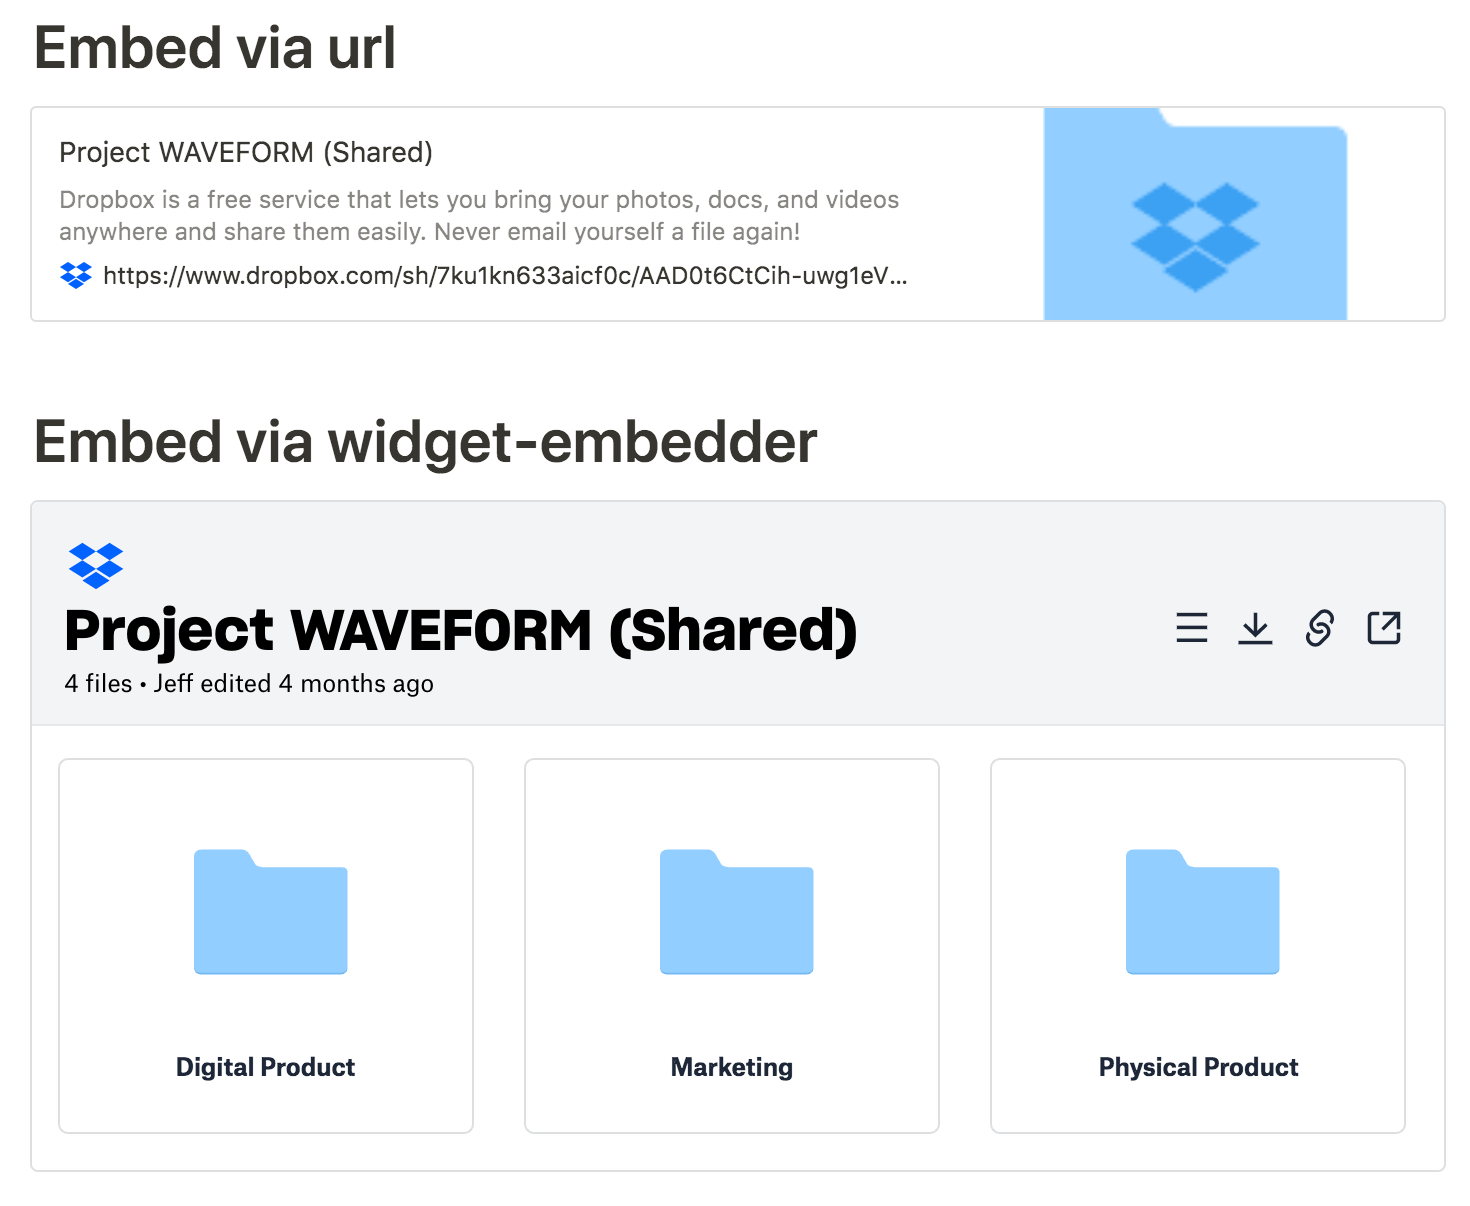 Embed via url
Project WAVEFORM (Shared)
Dropbox is a free service that lets you bring your photos, docs, and videos
anywhere and share them easily. Never email yourself a file again!
https://www.dropbox.com/sh/7ku1kn633aicf0c/AAD0t6CtCih-uwg1eV...
Embed via widget-embedder
Project WAVEFORM (Shared)
4 files • Jeff edited 4 months ago
Digital Product
Marketing
Physical Product